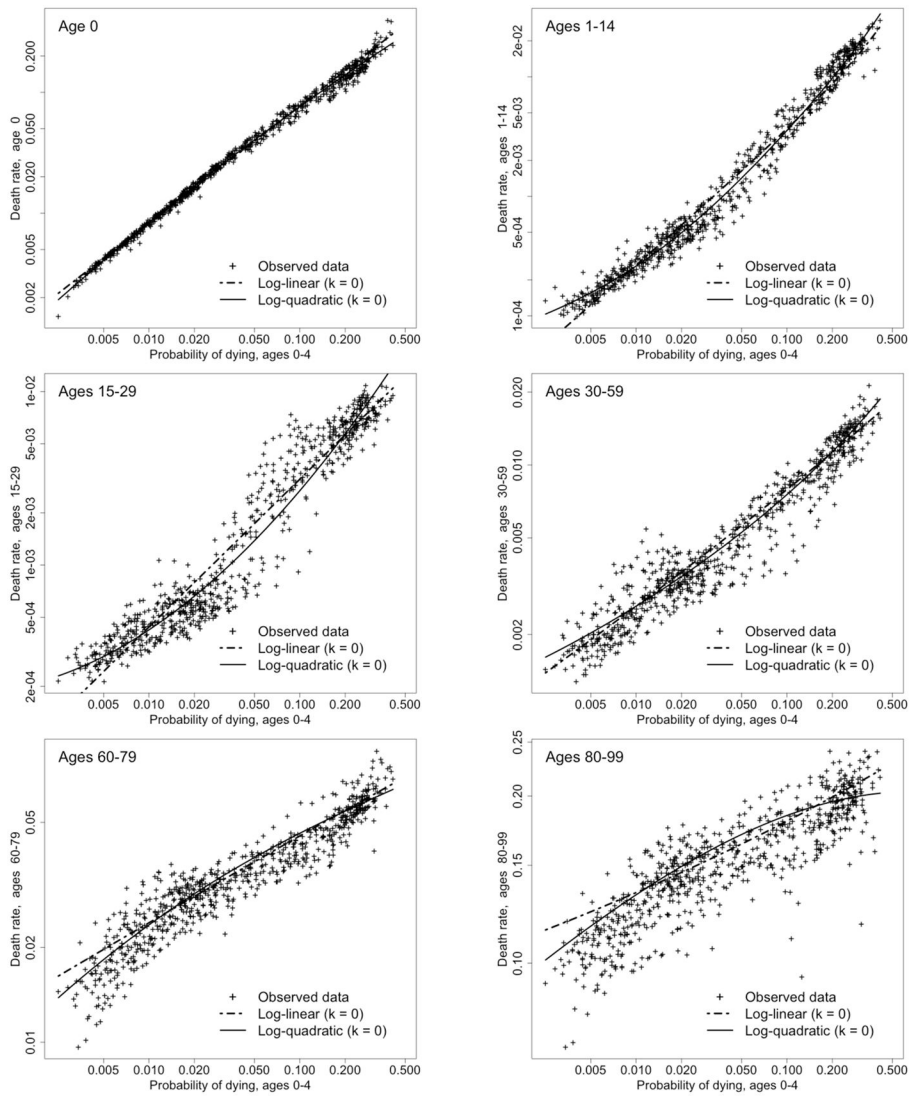 Age 0
Death rate, age 0
0.200
0.050
0.020
0.005
0.002
Observed data
Log-linear (k = 0)
Log-quadratic (k = 0)
0.005 0.010 0.020 0.050 0.100 0.200 0.500
Probability of dying, ages 0-4
Ages 1-14
Death rate, ages 1-14
2e-02
5e-03
2e-03
5e-04
1e-04
Observed data
Log-linear (k = 0)
Log-quadratic (k = 0)
0.005 0.010 0.020 0.050 0.100 0.200 0.500
Probability of dying, ages 0-4
Ages 15-29
Death rate, ages 15-29
1e-02
5e-03
2e-03
1e-03
5e-04
2e-04
Observed data
Log-linear (k = 0)
Log-quadratic (k = 0)
0.005 0.010 0.020 0.050 0.100 0.200 0.500
Probability of dying, ages 0-4
Ages 30-59
Death rate, ages 30-59
0.020
0.010
0.005
0.002
Observed data
Log-linear (k = 0)
Log-quadratic (k = 0)
0.005 0.010 0.020 0.050 0.100 0.200 0.500
Probability of dying, ages 0-4
Ages 60-79
Death rate, ages 60-79
0.05
0.02
0.01
Observed data
Log-linear (k = 0)
Log-quadratic (k = 0)
0.005 0.010 0.020 0.050 0.100 0.200 0.500
Probability of dying, ages 0-4
Ages 80-99
Death rate, ages 80-99
0.25
0.20
0.15
0.10
Observed data
Log-linear (k = 0)
Log-quadratic (k = 0)
0.005 0.010 0.020 0.050 0.100 0.200 0.500
Probability of dying, ages 0-4